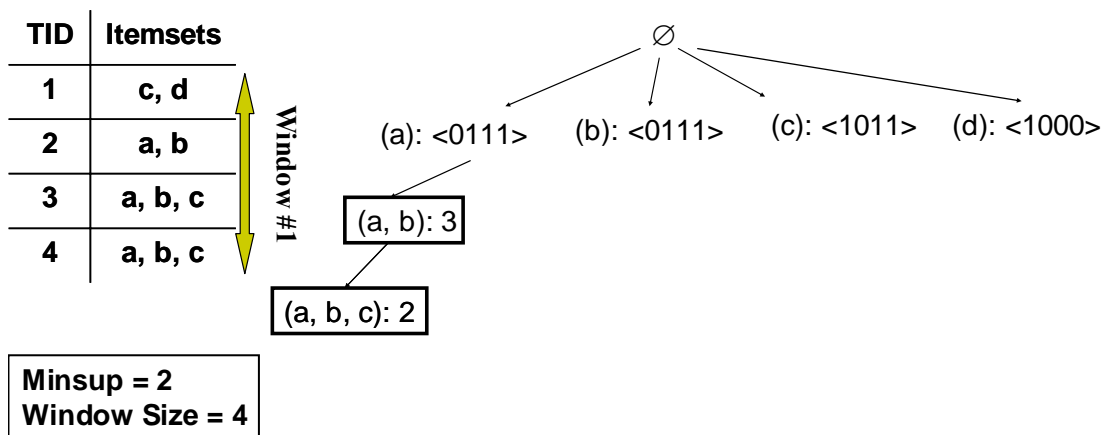 TID Itemsets
1 c, d
2 a, b
3 a, b, c
4 a, b, c
Window #1
∅
(a): <0111> (b): <0111> (c): <1011> (d): <1000>
(a, b): 3
(a, b, c): 2
Minsup = 2
Window Size = 4